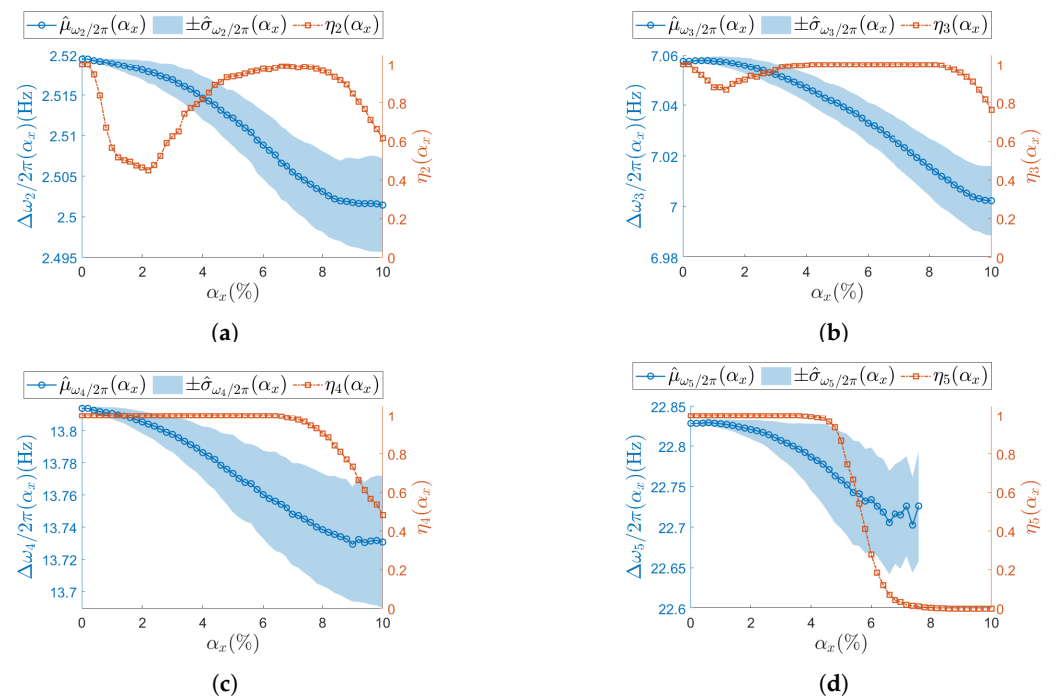 (a)
μ̂_{ω₂/2π}(α_x) ±σ̂_{ω₂/2π}(α_x) η₂(α_x)
2.52
2.515
2.51
2.505
2.5
2.495
Δω₂/2π(α_x)(Hz)
1
0.8
0.6
0.4
0.2
0
η₂(α_x)
0 2 4 6 8 10
α_x(%)
(b)
μ̂_{ω₃/2π}(α_x) ±σ̂_{ω₃/2π}(α_x) η₃(α_x)
7.06
7.04
7.02
7
6.98
Δω₃/2π(α_x)(Hz)
1
0.8
0.6
0.4
0.2
0
η₃(α_x)
0 2 4 6 8 10
α_x(%)
(c)
μ̂_{ω₄/2π}(α_x) ±σ̂_{ω₄/2π}(α_x) η₄(α_x)
13.8
13.78
13.76
13.74
13.72
13.7
Δω₄/2π(α_x)(Hz)
1
0.8
0.6
0.4
0.2
0
η₄(α_x)
0 2 4 6 8 10
α_x(%)
(d)
μ̂_{ω₅/2π}(α_x) ±σ̂_{ω₅/2π}(α_x) η₅(α_x)
22.85
22.8
22.75
22.7
22.65
22.6
Δω₅/2π(α_x)(Hz)
1
0.8
0.6
0.4
0.2
0
η₅(α_x)
0 2 4 6 8 10
α_x(%)